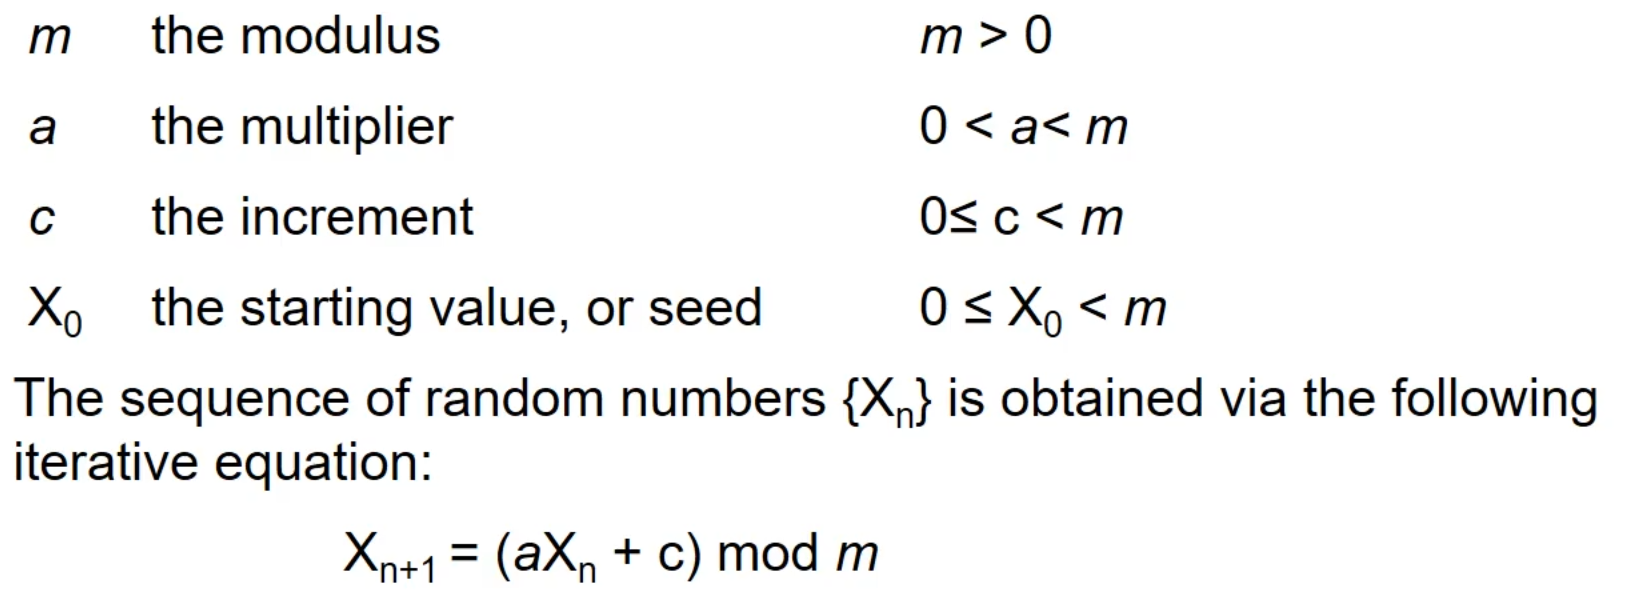 m the modulus m > 0
a the multiplier 0 < a< m
c the increment 0≤ c < m
X₀ the starting value, or seed 0 ≤ X₀ < m
The sequence of random numbers {Xₙ} is obtained via the following
iterative equation:
Xₙ₊₁ = (aXₙ + c) mod m